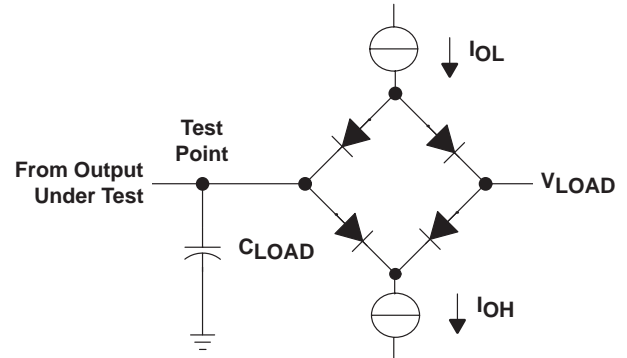 IOL
Test
Point
From Output
Under Test
VLOAD
CLOAD
IOH